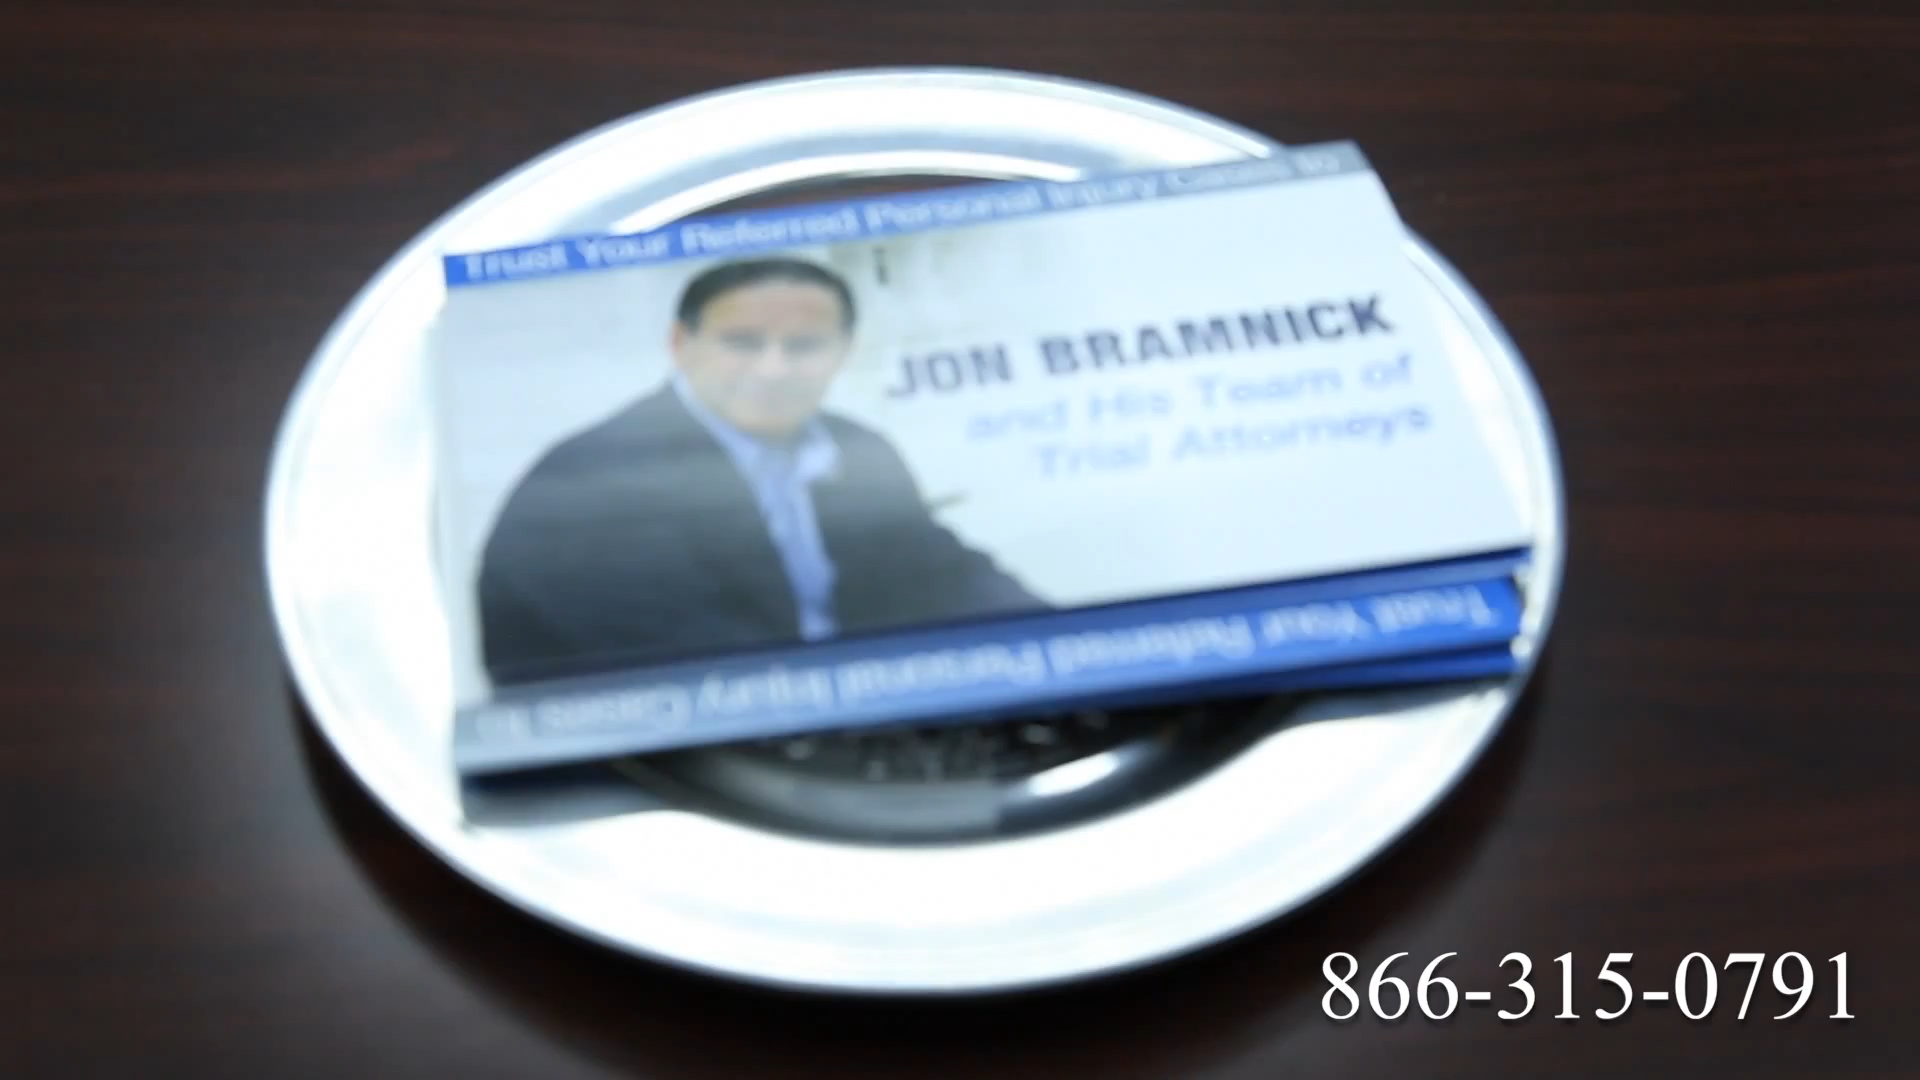 Trust Your Referred Personal Injury Cases to
JON BRAMNICK
and His Team of
Trial Attorneys
Trust Your Referred Personal Injury Cases to
866-315-0791